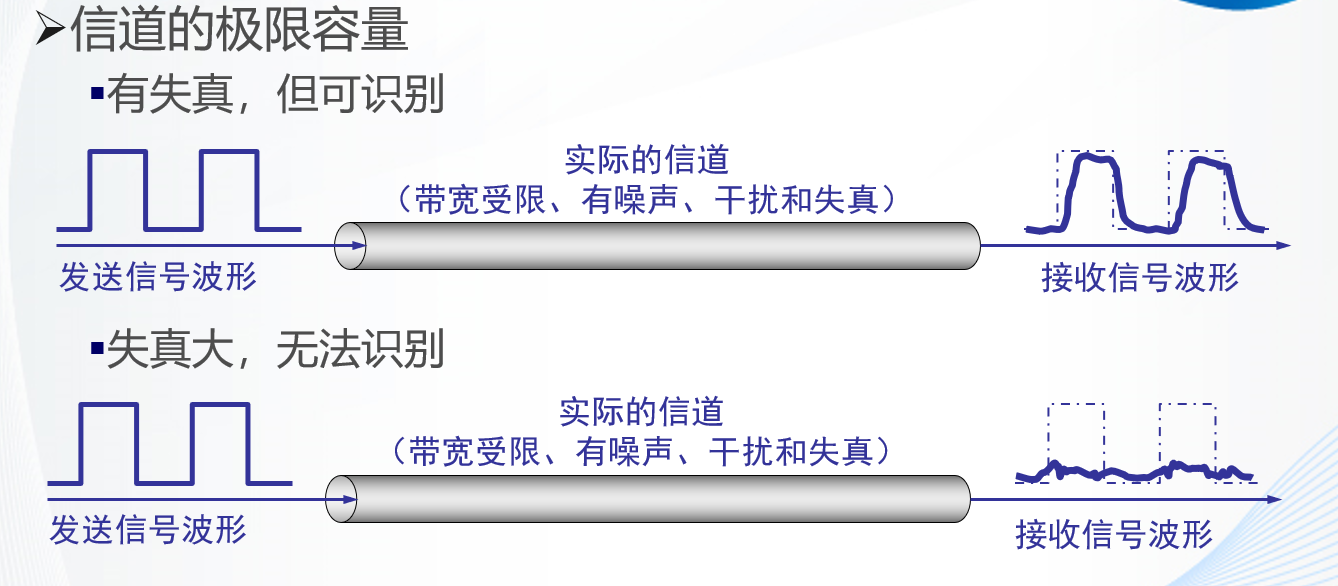 信道的极限容量
有失真，但可识别
实际的信道
（带宽受限、有噪声、干扰和失真）
发送信号波形
接收信号波形
失真大，无法识别
实际的信道
（带宽受限、有噪声、干扰和失真）
发送信号波形
接收信号波形